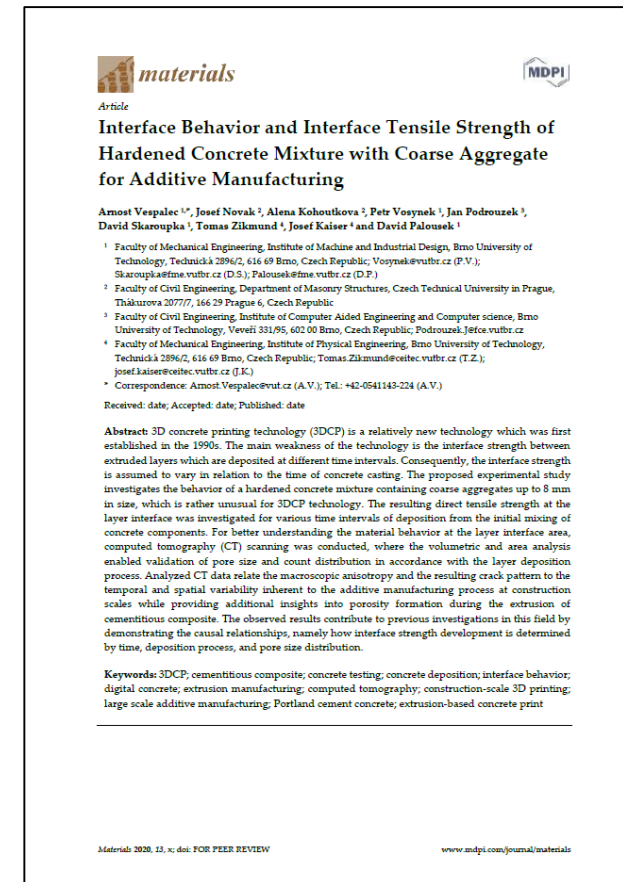 materials
MDPI
Article
Interface Behavior and Interface Tensile Strength of
Hardened Concrete Mixture with Coarse Aggregate
for Additive Manufacturing
Arnost Vespalec 1,*, Josef Novak 2, Alena Kohoutkova 2, Petr Vosynek 1, Jan Podrouzek 3,
David Skaroupka 1, Tomas Zikmund 4, Josef Kaiser 4 and David Palousek 1
1 Faculty of Mechanical Engineering, Institute of Machine and Industrial Design, Brno University of
Technology, Technická 2896/2, 616 69 Brno, Czech Republic; Vosynek@vutbr.cz (P.V.);
Skaroupka@fme.vutbr.cz (D.S.); Palousek@fme.vutbr.cz (D.P.)
2 Faculty of Civil Engineering, Department of Masonry Structures, Czech Technical University in Prague,
Thákurova 2077/7, 166 29 Prague 6, Czech Republic
3 Faculty of Civil Engineering, Institute of Computer Aided Engineering and Computer science, Brno
University of Technology, Veveří 331/95, 602 00 Brno, Czech Republic; Podrouzek.J@fce.vutbr.cz
4 Faculty of Mechanical Engineering, Institute of Physical Engineering, Brno University of Technology,
Technická 2896/2, 616 69 Brno, Czech Republic; Tomas.Zikmund@ceitec.vutbr.cz (T.Z.);
josef.kaiser@ceitec.vutbr.cz (J.K.)
* Correspondence: Arnost.Vespalec@vut.cz (A.V.); Tel.: +42-0541143-224 (A.V.)
Received: date; Accepted: date; Published: date
Abstract: 3D concrete printing technology (3DCP) is a relatively new technology which was first
established in the 1990s. The main weakness of the technology is the interface strength between
extruded layers which are deposited at different time intervals. Consequently, the interface strength
is assumed to vary in relation to the time of concrete casting. The proposed experimental study
investigates the behavior of a hardened concrete mixture containing coarse aggregates up to 8 mm
in size, which is rather unusual for 3DCP technology. The resulting direct tensile strength at the
layer interface was investigated for various time intervals of deposition from the initial mixing of
concrete components. For better understanding the material behavior at the layer interface area,
computed tomography (CT) scanning was conducted, where the volumetric and area analysis
enabled validation of pore size and count distribution in accordance with the layer deposition
process. Analyzed CT data relate the macroscopic anisotropy and the resulting crack pattern to the
temporal and spatial variability inherent to the additive manufacturing process at construction
scales while providing additional insights into porosity formation during the extrusion of
cementitious composite. The observed results contribute to previous investigations in this field by
demonstrating the causal relationships, namely how interface strength development is determined
by time, deposition process, and pore size distribution.
Keywords: 3DCP; cementitious composite; concrete testing; concrete deposition; interface behavior;
digital concrete; extrusion manufacturing; computed tomography; construction-scale 3D printing;
large scale additive manufacturing; Portland cement concrete; extrusion-based concrete print
Materials 2020, 13, x; doi: FOR PEER REVIEW
www.mdpi.com/journal/materials